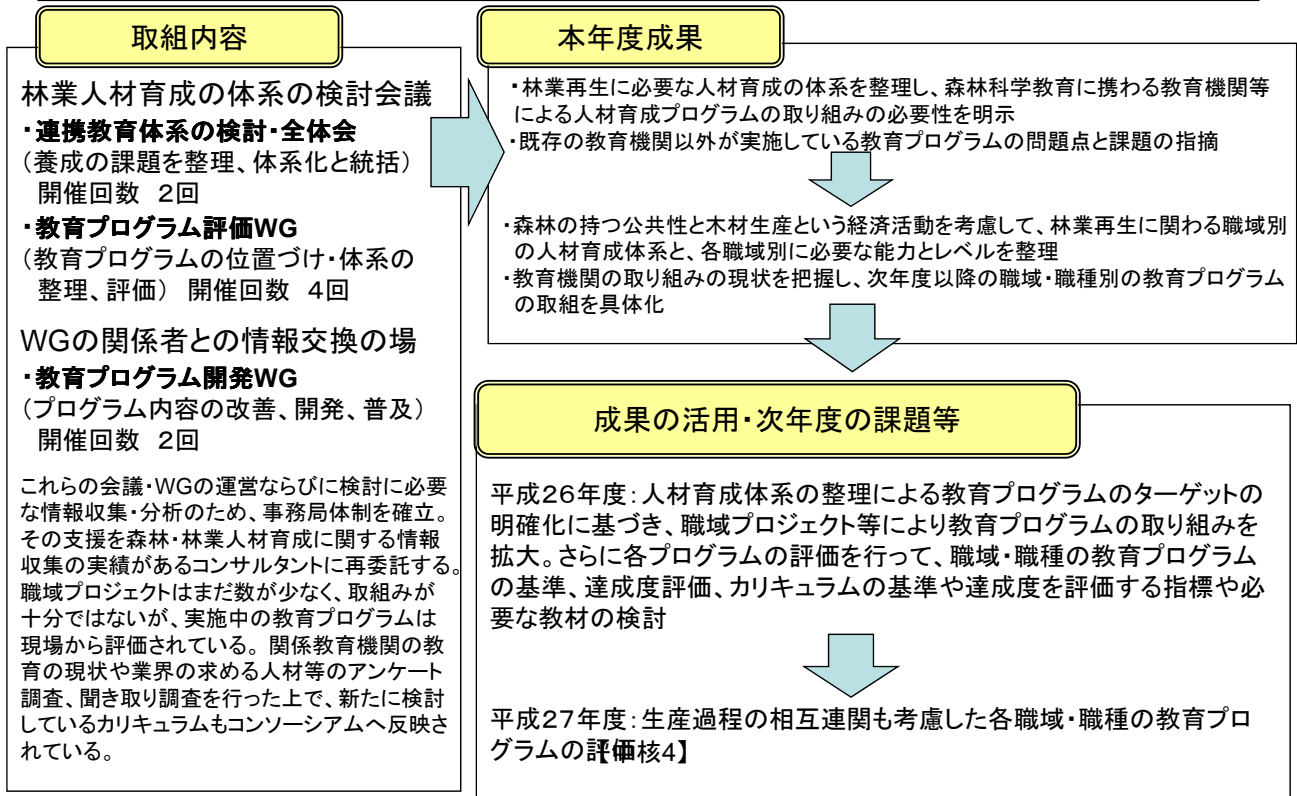 取組内容
林業人材育成の体系の検討会議
・連携教育体系の検討・全体会
(養成の課題を整理、体系化と統括)
開催回数 2回
・教育プログラム評価WG
(教育プログラムの位置づけ・体系の
整理、評価) 開催回数 4回
WGの関係者との情報交換の場
・教育プログラム開発WG
(プログラム内容の改善、開発、普及)
開催回数 2回
これらの会議・WGの運営ならびに検討に必要
な情報収集・分析のため、事務局体制を確立。
その支援を森林・林業人材育成に関する情報
収集の実績があるコンサルタントに再委託する。
職域プロジェクトはまだ数が少なく、取組みが
十分ではないが、実施中の教育プログラムは
現場から評価されている。関係教育機関の教
育の現状や業界の求める人材等のアンケート
調査、聞き取り調査を行った上で、新たに検討
しているカリキュラムもコンソーシアムへ反映さ
れている。
本年度成果
・林業再生に必要な人材育成の体系を整理し、森林科学教育に携わる教育機関等
による人材育成プログラムの取り組みの必要性を明示
・既存の教育機関以外が実施している教育プログラムの問題点と課題の指摘
・森林の持つ公共性と木材生産という経済活動を考慮して、林業再生に関わる職域別
の人材育成体系と、各職域別に必要な能力とレベルを整理
・教育機関の取り組みの現状を把握し、次年度以降の職域・職種別の教育プログラム
の取組を具体化
成果の活用・次年度の課題等
平成26年度:人材育成体系の整理による教育プログラムのターゲットの
明確化に基づき、職域プロジェクト等により教育プログラムの取り組みを
拡大。さらに各プログラムの評価を行って、職域・職種の教育プログラム
の基準、達成度評価、カリキュラムの基準や達成度を評価する指標や必
要な教材の検討
平成27年度:生産過程の相互連関も考慮した各職域・職種の教育プロ
グラムの評価核4】